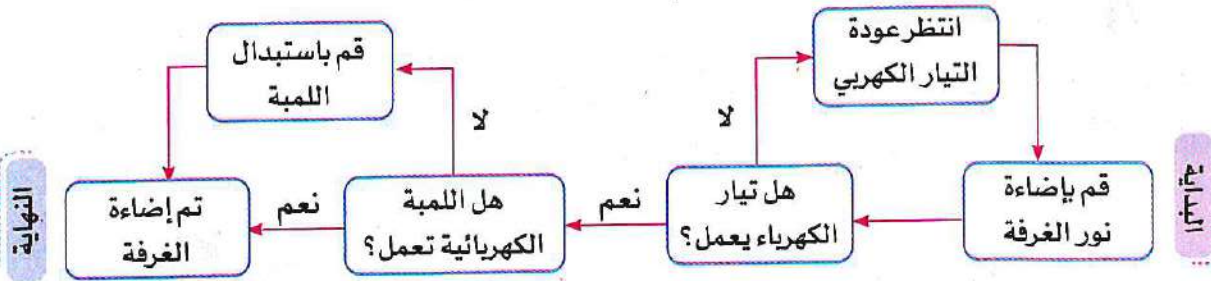 البداية
قم بإضاءة
نور الغرفة
انتظر عودة
التيار الكهربي
هل تيار
الكهرباء يعمل؟
لا
نعم
هل اللمبة
الكهربائية تعمل؟
لا
نعم
قم باستبدال
اللمبة
تم إضاءة
الغرفة
النهاية